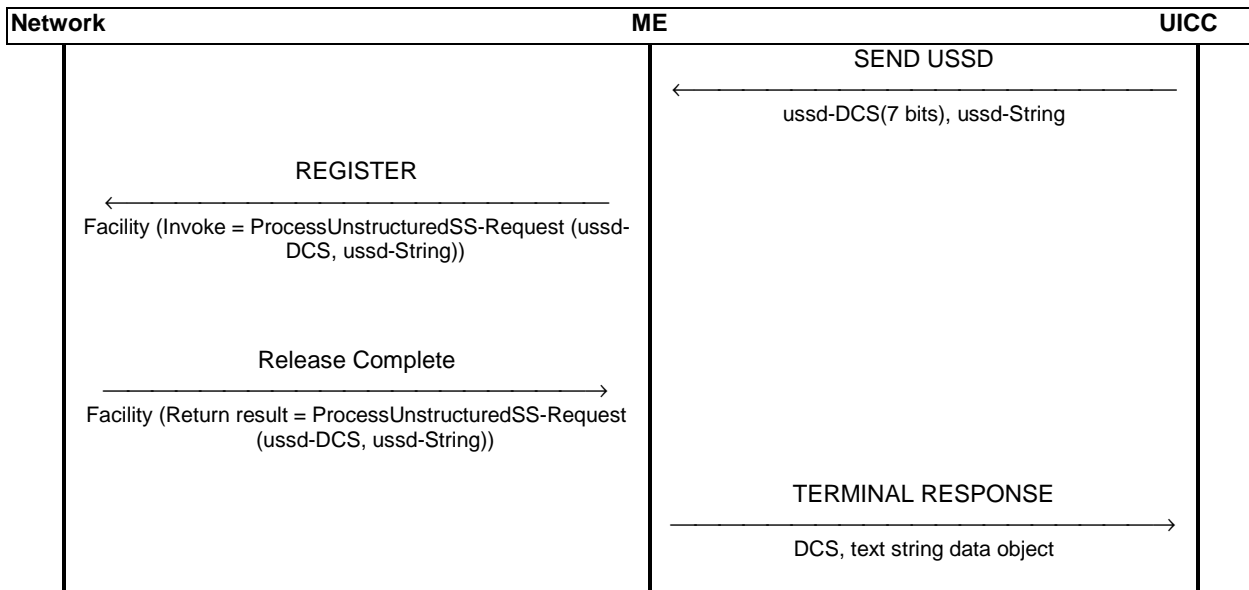 Network ME UICC
SEND USSD
ussd-DCS(7 bits), ussd-String
REGISTER
Facility (Invoke = ProcessUnstructuredSS-Request (ussd-
DCS, ussd-String))
Release Complete
Facility (Return result = ProcessUnstructuredSS-Request
(ussd-DCS, ussd-String))
TERMINAL RESPONSE
DCS, text string data object